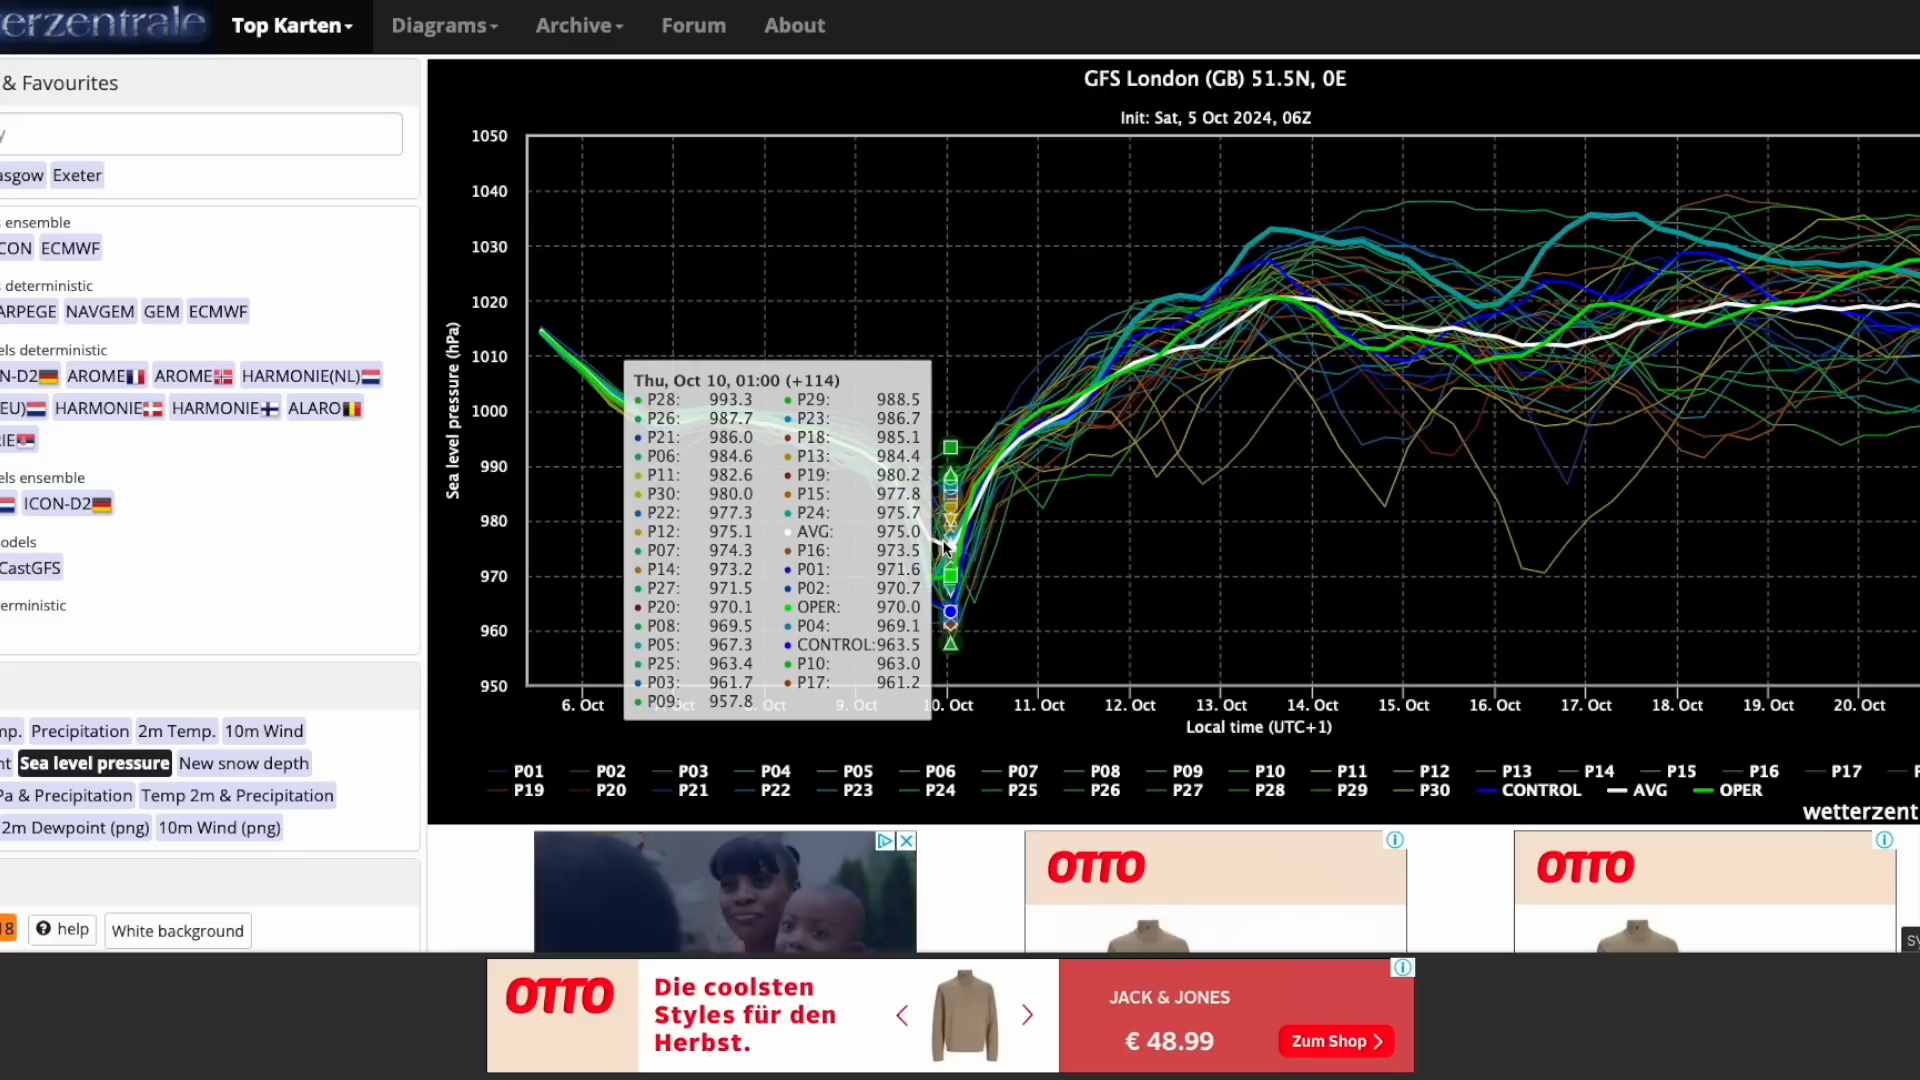 erzentrale Top Karten Diagrams Archive Forum About
& Favourites
asgow Exeter
s ensemble
CON ECMWF
s deterministic
ARPEGE NAVGEM GEM ECMWF
els deterministic
N-D2 AROME AROME HARMONIE(NL)
EU) HARMONIE HARMONIE ALARO
RIE
els ensemble
ICON-D2
odels
CastGFS
erministic
mp. Precipitation 2m Temp. 10m Wind
nt Sea level pressure New snow depth
Pa & Precipitation Temp 2m & Precipitation
2m Dewpoint (png) 10m Wind (png)
18 help White background
GFS London (GB) 51.5N, 0E
Init: Sat, 5 Oct 2024, 06Z
1050
1040
1030
1020
1010
1000
990
980
970
960
950
Sea level pressure (hPa)
Thu, Oct 10, 01:00 (+114)
P28: 993.3 P29: 988.5
P26: 987.7 P23: 986.7
P21: 986.0 P18: 985.1
P06: 984.6 P13: 984.4
P11: 982.6 P19: 980.2
P30: 980.0 P15: 977.8
P22: 977.3 P24: 975.7
P12: 975.1 AVG: 975.0
P07: 974.3 P16: 973.5
P14: 973.2 P01: 971.6
P27: 971.5 P02: 970.7
P20: 970.1 OPER: 970.0
P08: 969.5 P04: 969.1
P05: 967.3 CONTROL: 963.5
P25: 963.4 P10: 963.0
P03: 961.7 P17: 961.2
P09: 957.8
6. Oct 7. Oct 8. Oct 9. Oct 10. Oct 11. Oct 12. Oct 13. Oct 14. Oct 15. Oct 16. Oct 17. Oct 18. Oct 19. Oct 20. Oct
Local time (UTC+1)
P01 P02 P03 P04 P05 P06 P07 P08 P09 P10 P11 P12 P13 P14 P15 P16 P17
P19 P20 P21 P22 P23 P24 P25 P26 P27 P28 P29 P30 CONTROL AVG OPER
wetterzent
OTTO
OTTO
OTTO
Die coolsten
Styles für den
Herbst.
JACK & JONES
€ 48.99
Zum Shop